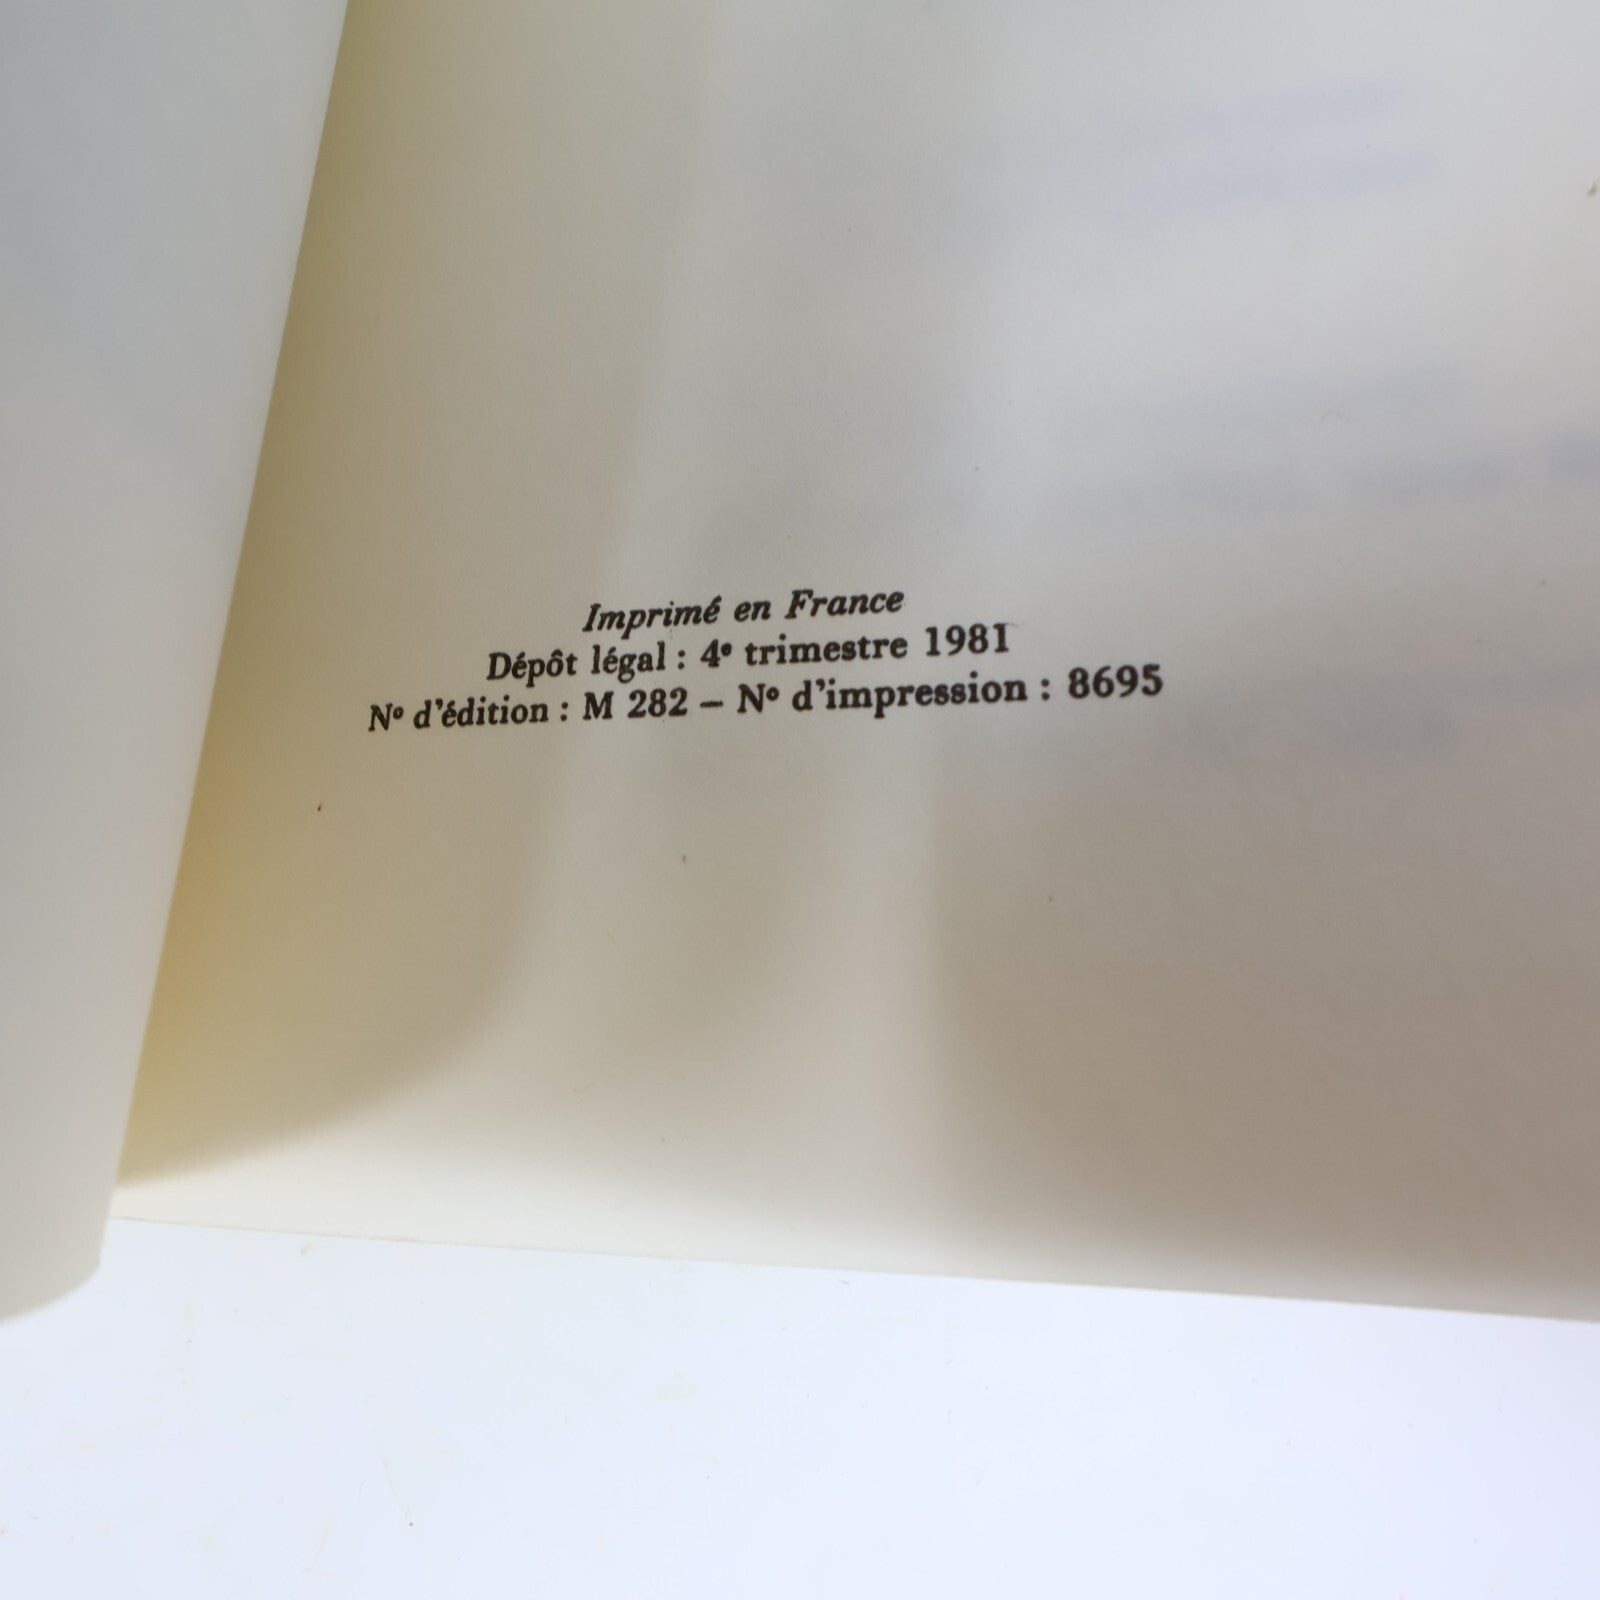 Imprimé en France
Dépôt légal : 4e trimestre 1981
No d'édition : M 282 – No d'impression : 8695